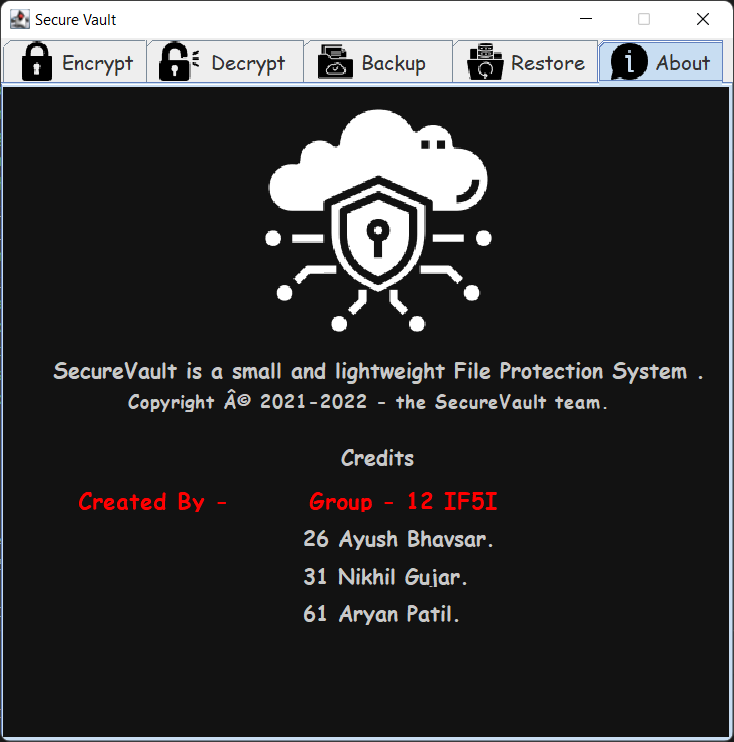 Secure Vault
Encrypt Decrypt Backup Restore About
SecureVault is a small and lightweight File Protection System .
Copyright Â© 2021-2022 - the SecureVault team.
Credits
Created By - Group - 12 IF5I
26 Ayush Bhavsar.
31 Nikhil Gujar.
61 Aryan Patil.